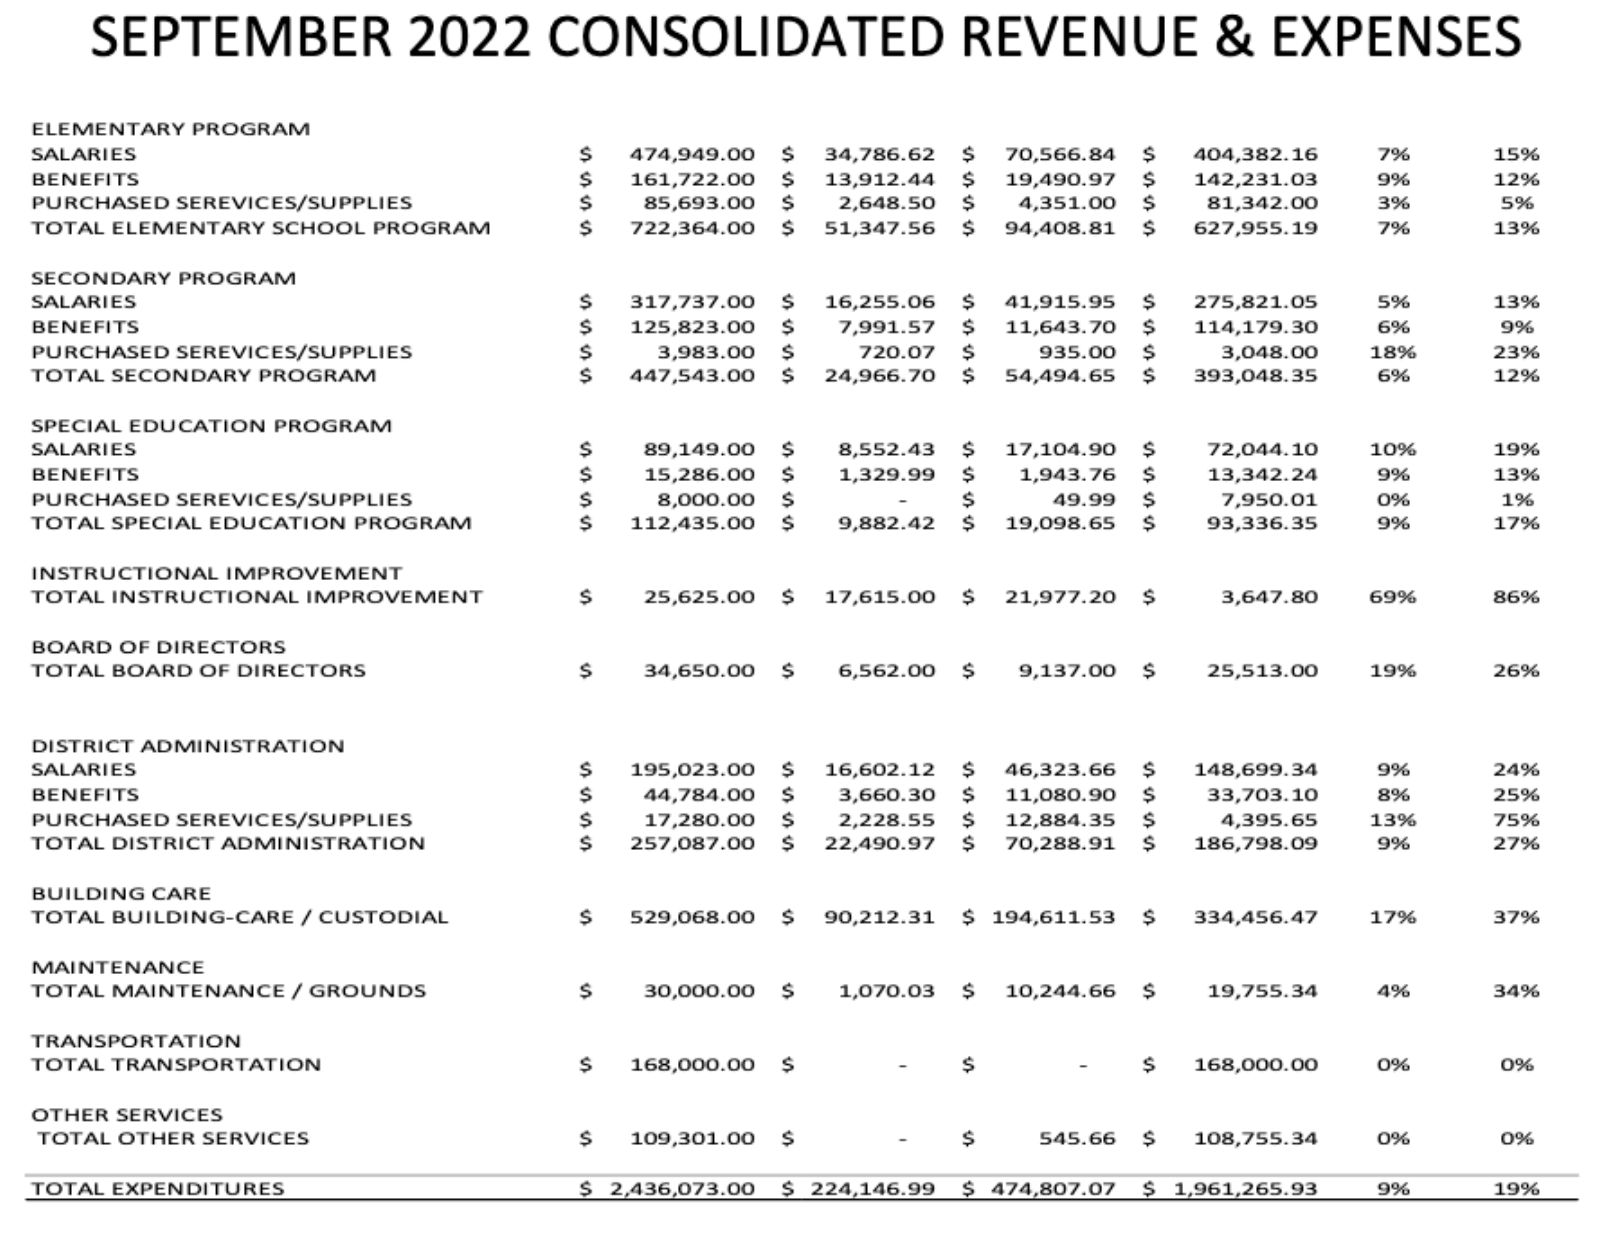 SEPTEMBER 2022 CONSOLIDATED REVENUE & EXPENSES
ELEMENTARY PROGRAM
SALARIES $ 474,949.00 $ 34,786.62 $ 70,566.84 $ 404,382.16 7% 15%
BENEFITS $ 161,722.00 $ 13,912.44 $ 19,490.97 $ 142,231.03 9% 12%
PURCHASED SEREVICES/SUPPLIES $ 85,693.00 $ 2,648.50 $ 4,351.00 $ 81,342.00 3% 5%
TOTAL ELEMENTARY SCHOOL PROGRAM $ 722,364.00 $ 51,347.56 $ 94,408.81 $ 627,955.19 7% 13%
SECONDARY PROGRAM
SALARIES $ 317,737.00 $ 16,255.06 $ 41,915.95 $ 275,821.05 5% 13%
BENEFITS $ 125,823.00 $ 7,991.57 $ 11,643.70 $ 114,179.30 6% 9%
PURCHASED SEREVICES/SUPPLIES $ 3,983.00 $ 720.07 $ 935.00 $ 3,048.00 18% 23%
TOTAL SECONDARY PROGRAM $ 447,543.00 $ 24,966.70 $ 54,494.65 $ 393,048.35 6% 12%
SPECIAL EDUCATION PROGRAM
SALARIES $ 89,149.00 $ 8,552.43 $ 17,104.90 $ 72,044.10 10% 19%
BENEFITS $ 15,286.00 $ 1,329.99 $ 1,943.76 $ 13,342.24 9% 13%
PURCHASED SEREVICES/SUPPLIES $ 8,000.00 $ - $ 49.99 $ 7,950.01 0% 1%
TOTAL SPECIAL EDUCATION PROGRAM $ 112,435.00 $ 9,882.42 $ 19,098.65 $ 93,336.35 9% 17%
INSTRUCTIONAL IMPROVEMENT
TOTAL INSTRUCTIONAL IMPROVEMENT $ 25,625.00 $ 17,615.00 $ 21,977.20 $ 3,647.80 69% 86%
BOARD OF DIRECTORS
TOTAL BOARD OF DIRECTORS $ 34,650.00 $ 6,562.00 $ 9,137.00 $ 25,513.00 19% 26%
DISTRICT ADMINISTRATION
SALARIES $ 195,023.00 $ 16,602.12 $ 46,323.66 $ 148,699.34 9% 24%
BENEFITS $ 44,784.00 $ 3,660.30 $ 11,080.90 $ 33,703.10 8% 25%
PURCHASED SEREVICES/SUPPLIES $ 17,280.00 $ 2,228.55 $ 12,884.35 $ 4,395.65 13% 75%
TOTAL DISTRICT ADMINISTRATION $ 257,087.00 $ 22,490.97 $ 70,288.91 $ 186,798.09 9% 27%
BUILDING CARE
TOTAL BUILDING-CARE / CUSTODIAL $ 529,068.00 $ 90,212.31 $ 194,611.53 $ 334,456.47 17% 37%
MAINTENANCE
TOTAL MAINTENANCE / GROUNDS $ 30,000.00 $ 1,070.03 $ 10,244.66 $ 19,755.34 4% 34%
TRANSPORTATION
TOTAL TRANSPORTATION $ 168,000.00 $ - $ - $ 168,000.00 0% 0%
OTHER SERVICES
TOTAL OTHER SERVICES $ 109,301.00 $ - $ 545.66 $ 108,755.34 0% 0%
TOTAL EXPENDITURES $ 2,436,073.00 $ 224,146.99 $ 474,807.07 $ 1,961,265.93 9% 19%